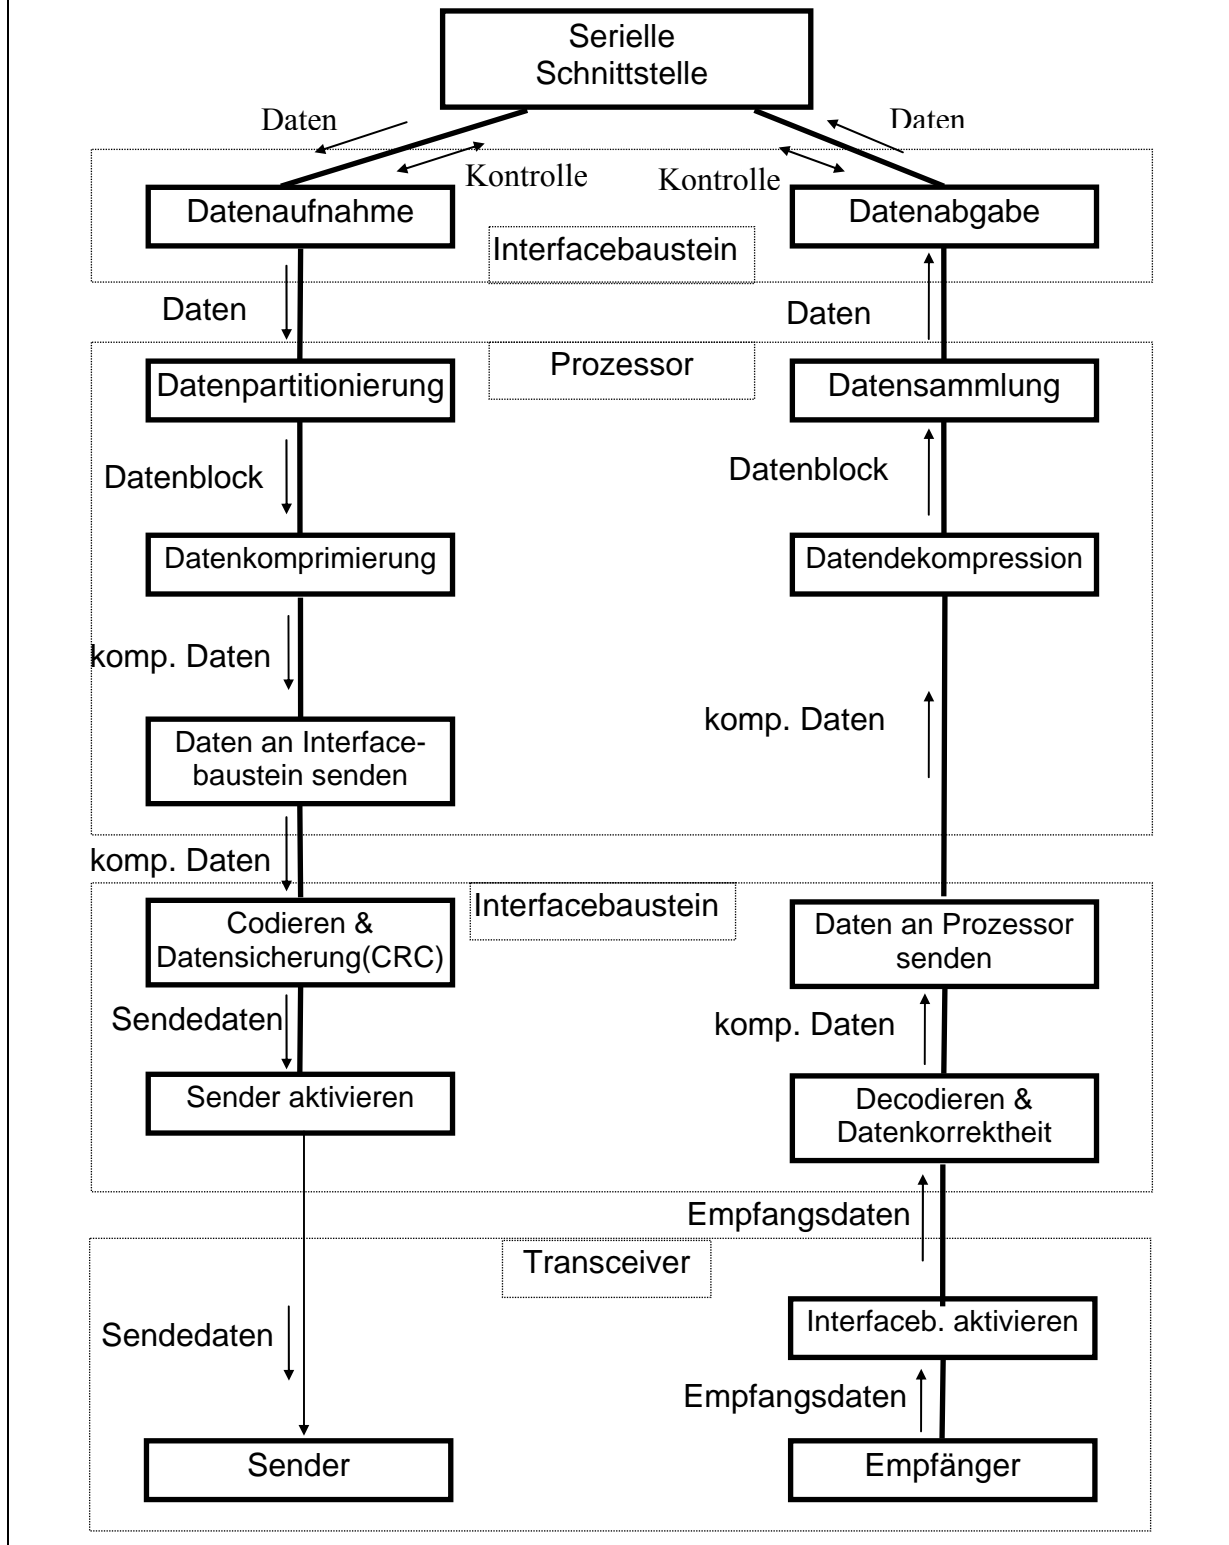 Serielle
Schnittstelle
Daten
Daten
Kontrolle
Kontrolle
Datenaufnahme
Datenabgabe
Interfacebaustein
Daten
Daten
Prozessor
Datenpartitionierung
Datensammlung
Datenblock
Datenblock
Datenkomprimierung
Datendekompression
komp. Daten
komp. Daten
Daten an Interface-
baustein senden
komp. Daten
Interfacebaustein
Codieren &
Datensicherung(CRC)
Daten an Prozessor
senden
Sendedaten
komp. Daten
Sender aktivieren
Decodieren &
Datenkorrektheit
Empfangsdaten
Transceiver
Sendedaten
Interfaceb. aktivieren
Empfangsdaten
Sender
Empfänger